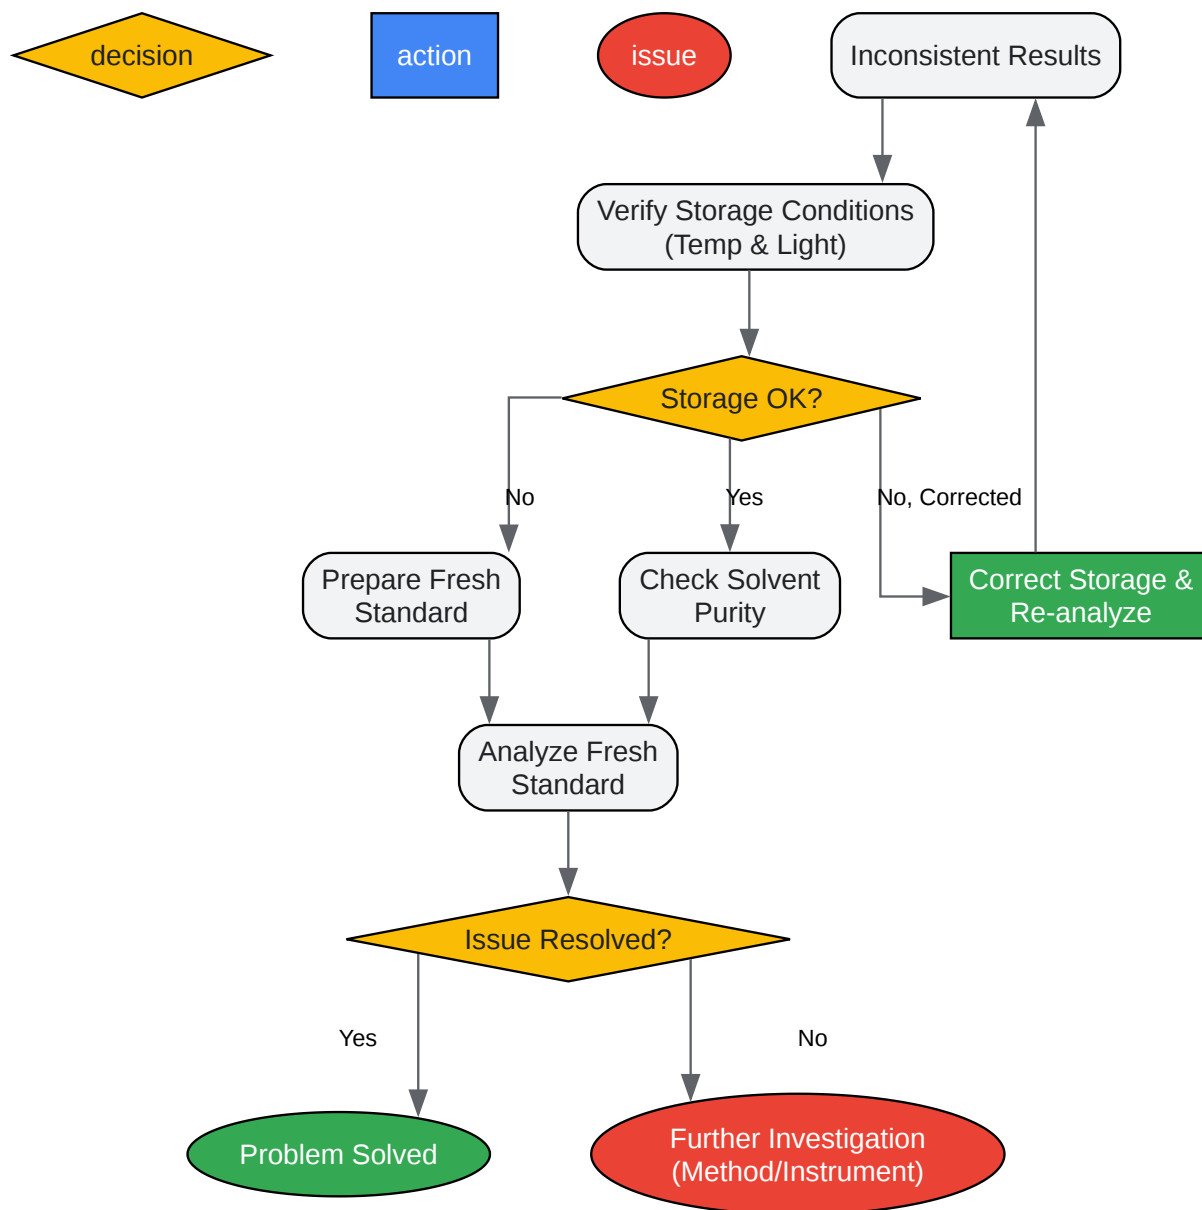 decision
action
issue
Inconsistent Results
Verify Storage Conditions
(Temp & Light)
Storage OK?
No
Yes
No, Corrected
Prepare Fresh
Standard
Check Solvent
Purity
Correct Storage &
Re-analyze
Analyze Fresh
Standard
Issue Resolved?
Yes
No
Problem Solved
Further Investigation
(Method/Instrument)